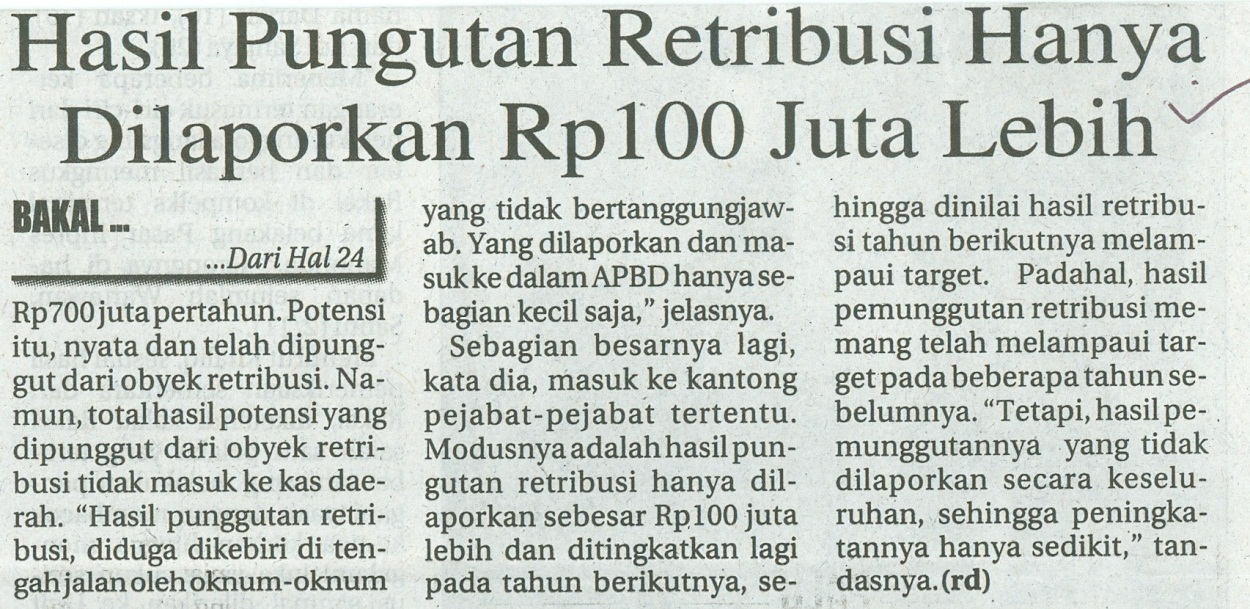 Hasil Pungutan Retribusi Hanya
Dilaporkan Rp100 Juta Lebih
BAKAL...
...Dari Hal 24
Rp700 juta pertahun. Potensi
itu, nyata dan telah dipung-
gut dari obyek retribusi. Na-
mun, total hasil potensi yang
dipunggut dari obyek retri-
busi tidak masuk ke kas dae-
rah. “Hasil punggutan retri-
busi, diduga dikebiri di ten-
gah jalan oleh oknum-oknum
yang tidak bertanggungjaw-
ab. Yang dilaporkan dan ma-
suk ke dalam APBD hanya se-
bagian kecil saja,” jelasnya.
Sebagian besarnya lagi,
kata dia, masuk ke kantong
pejabat-pejabat tertentu.
Modusnya adalah hasil pun-
gutan retribusi hanya dil-
aporkan sebesar Rp100 juta
lebih dan ditingkatkan lagi
pada tahun berikutnya, se-
hingga dinilai hasil retribu-
si tahun berikutnya melam-
paui target. Padahal, hasil
pemunggutan retribusi me-
mang telah melampaui tar-
get pada beberapa tahun se-
belumnya. “Tetapi, hasil pe-
munggutannya yang tidak
dilaporkan secara keselu-
ruhan, sehingga peningka-
tannya hanya sedikit,” tan-
dasnya.(rd)